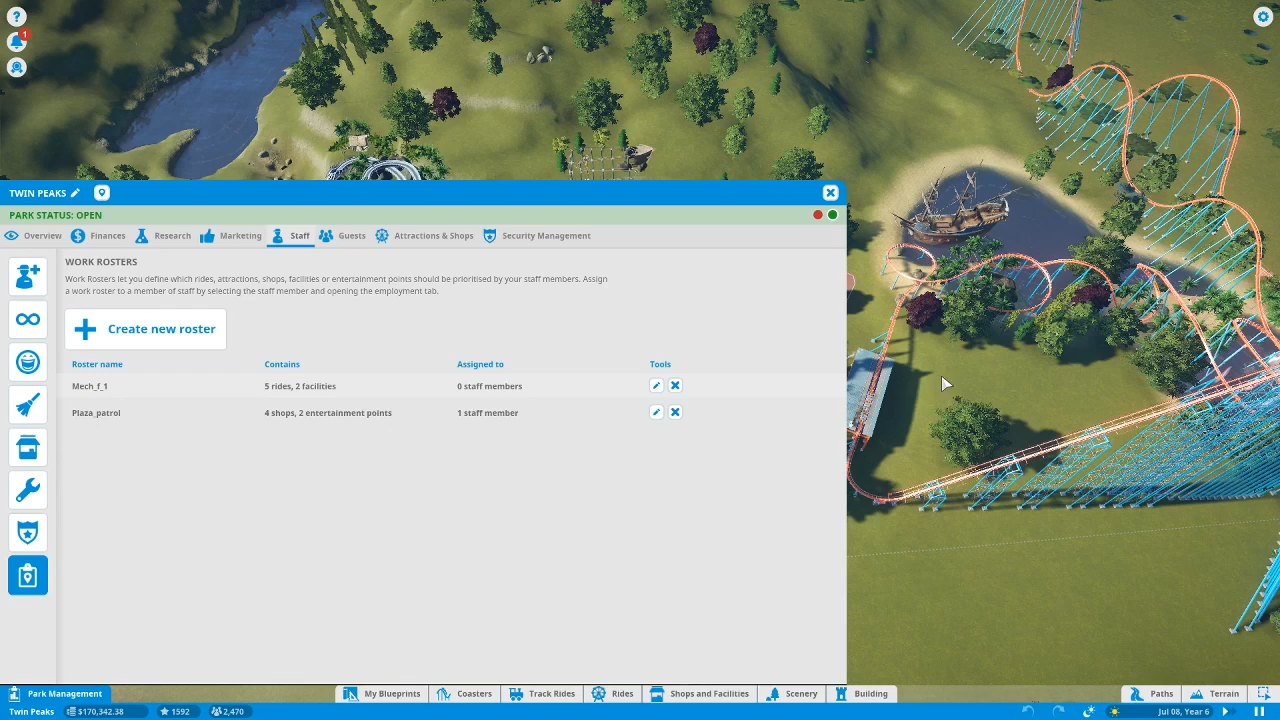 ?
1
TWIN PEAKS
PARK STATUS: OPEN
Overview Finances Research Marketing Staff Guests Attractions & Shops Security Management
WORK ROSTERS
Work Rosters let you define which rides, attractions, shops, facilities or entertainment points should be prioritised by your staff members. Assign
a work roster to a member of staff by selecting the staff member and opening the employment tab.
Create new roster
Roster name Contains Assigned to Tools
Mech_f_1 5 rides, 2 facilities 0 staff members
Plaza_patrol 4 shops, 2 entertainment points 1 staff member
Park Management My Blueprints Coasters Track Rides Rides Shops and Facilities Scenery Building Paths Terrain
Twin Peaks $170,342.38 1592 2,470 Jul 08, Year 6